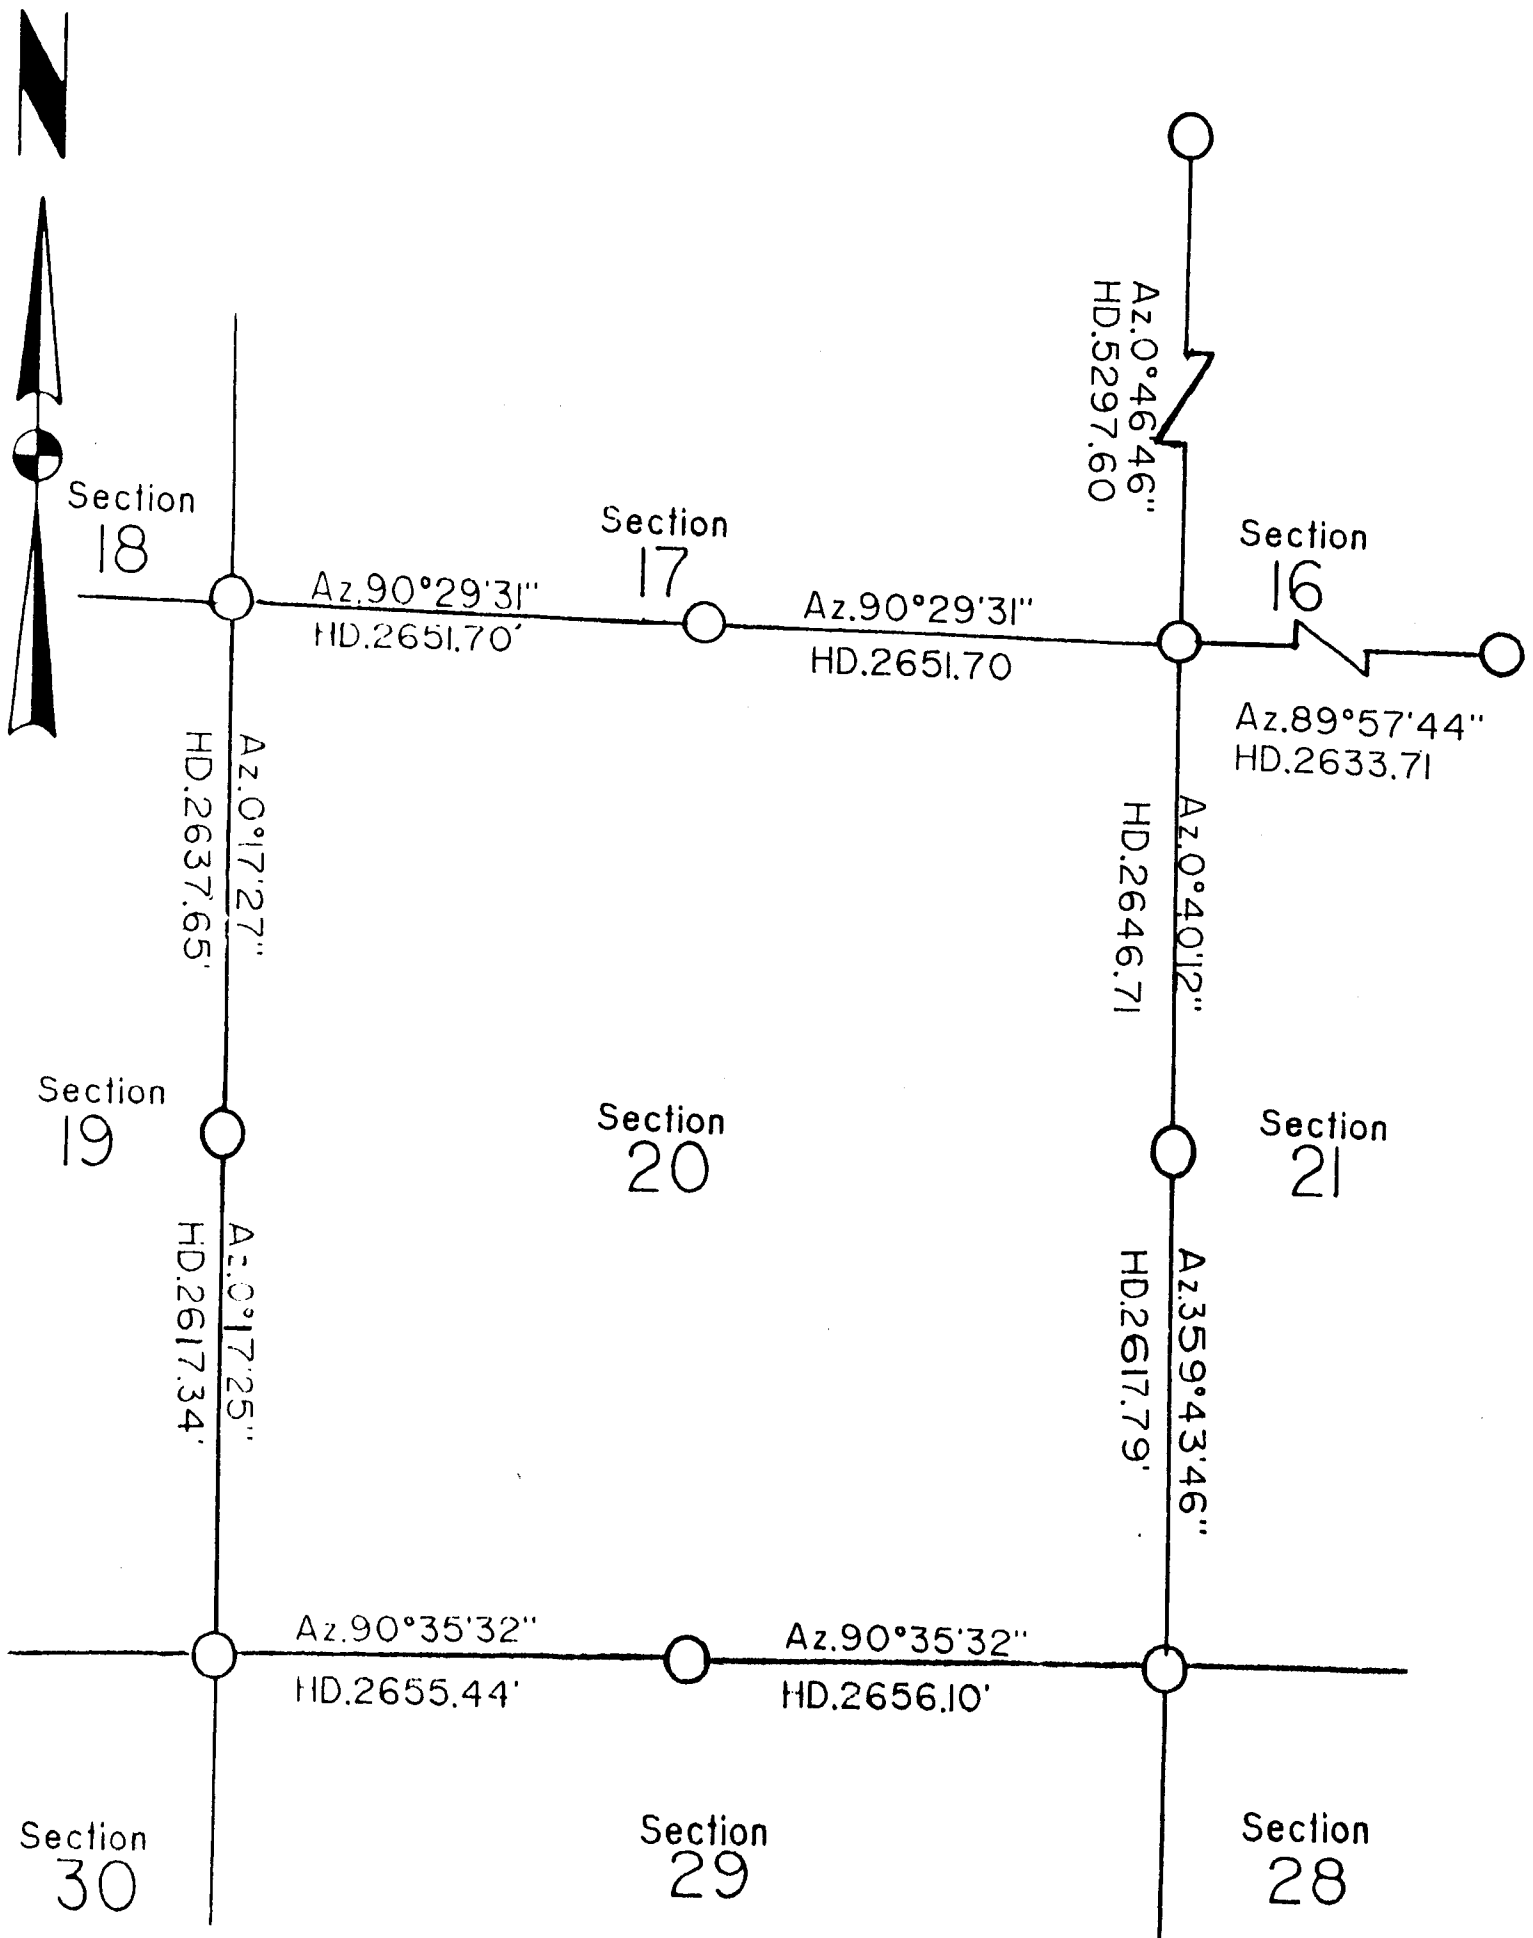 N
Az.0°46'46"
HD.5297.60
Section
18
Section
17
Section
16
Az.90°29'31"
HD.2651.70'
Az.90°29'31"
HD.2651.70
Az.89°57'44"
HD.2633.71
Az.0°17'27"
HD.2637.65'
Az.0°40'12"
HD.2646.71
Section
19
Section
20
Section
21
Az.0°17'25"
HD.2617.34'
Az.359°43'46"
HD.2617.79'
Az.90°35'32"
HD.2655.44'
Az.90°35'32"
HD.2656.10'
Section
30
Section
29
Section
28